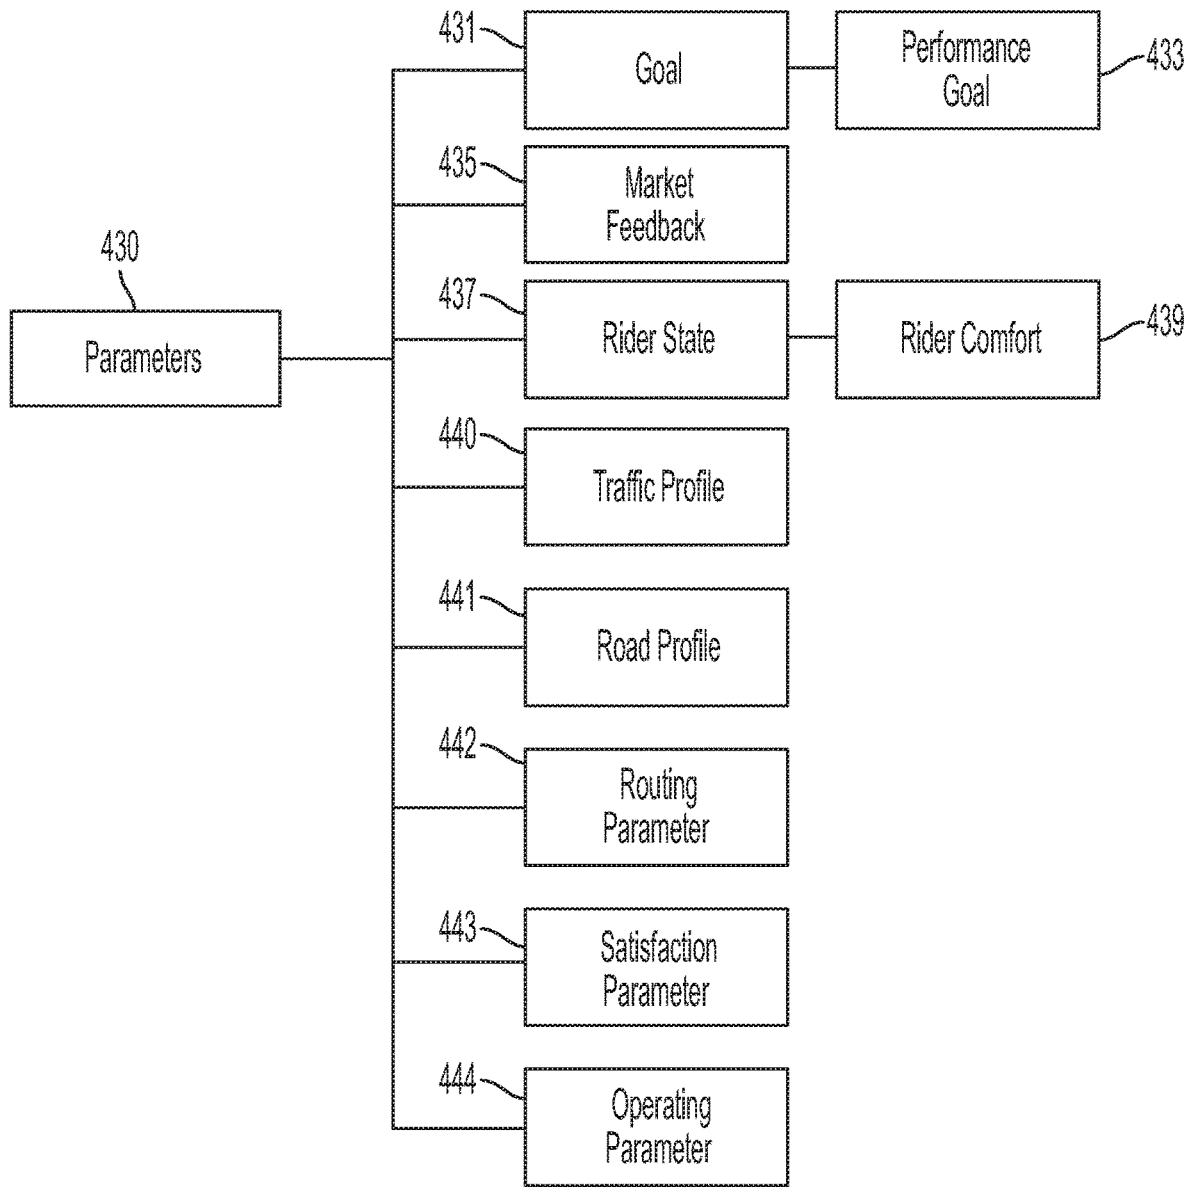 431
Goal
Performance
Goal
433
435
Market
Feedback
430
Parameters
437
Rider State
Rider Comfort
439
440
Traffic Profile
441
Road Profile
442
Routing
Parameter
443
Satisfaction
Parameter
444
Operating
Parameter